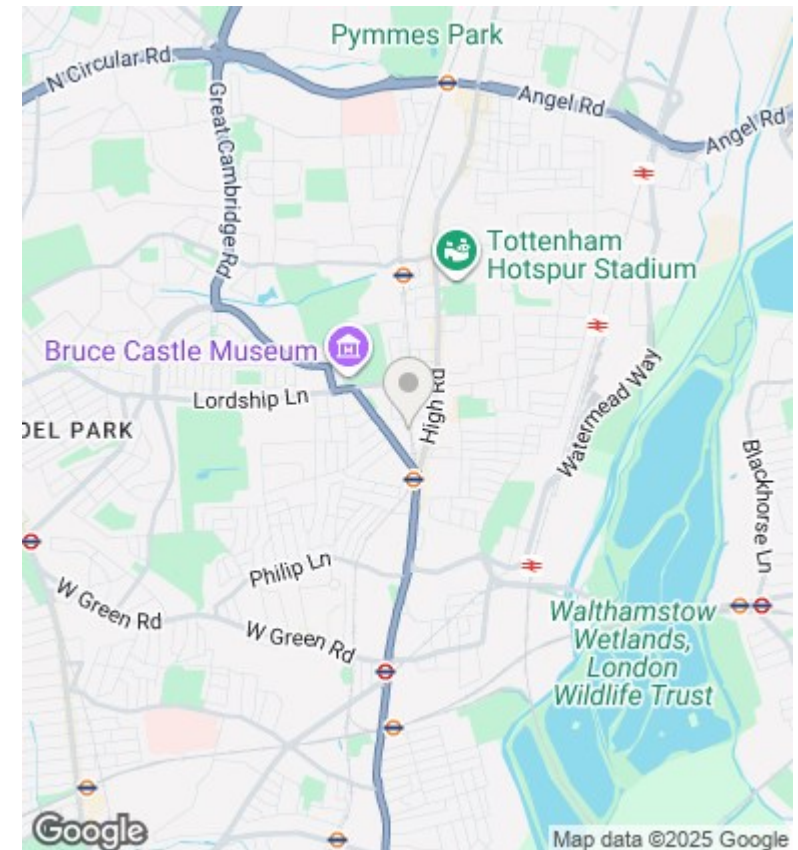 Pymmes Park
N Circular Rd
Angel Rd
Angel Rd
Great Cambridge Rd
Tottenham
Hotspur Stadium
Bruce Castle Museum
Lordship Ln
High Rd
Watermead Way
OEL PARK
Blackhorse Ln
Philip Ln
W Green Rd
W Green Rd
Walthamstow
Wetlands,
London
Wildlife Trust
Google
Map data ©2025 Google